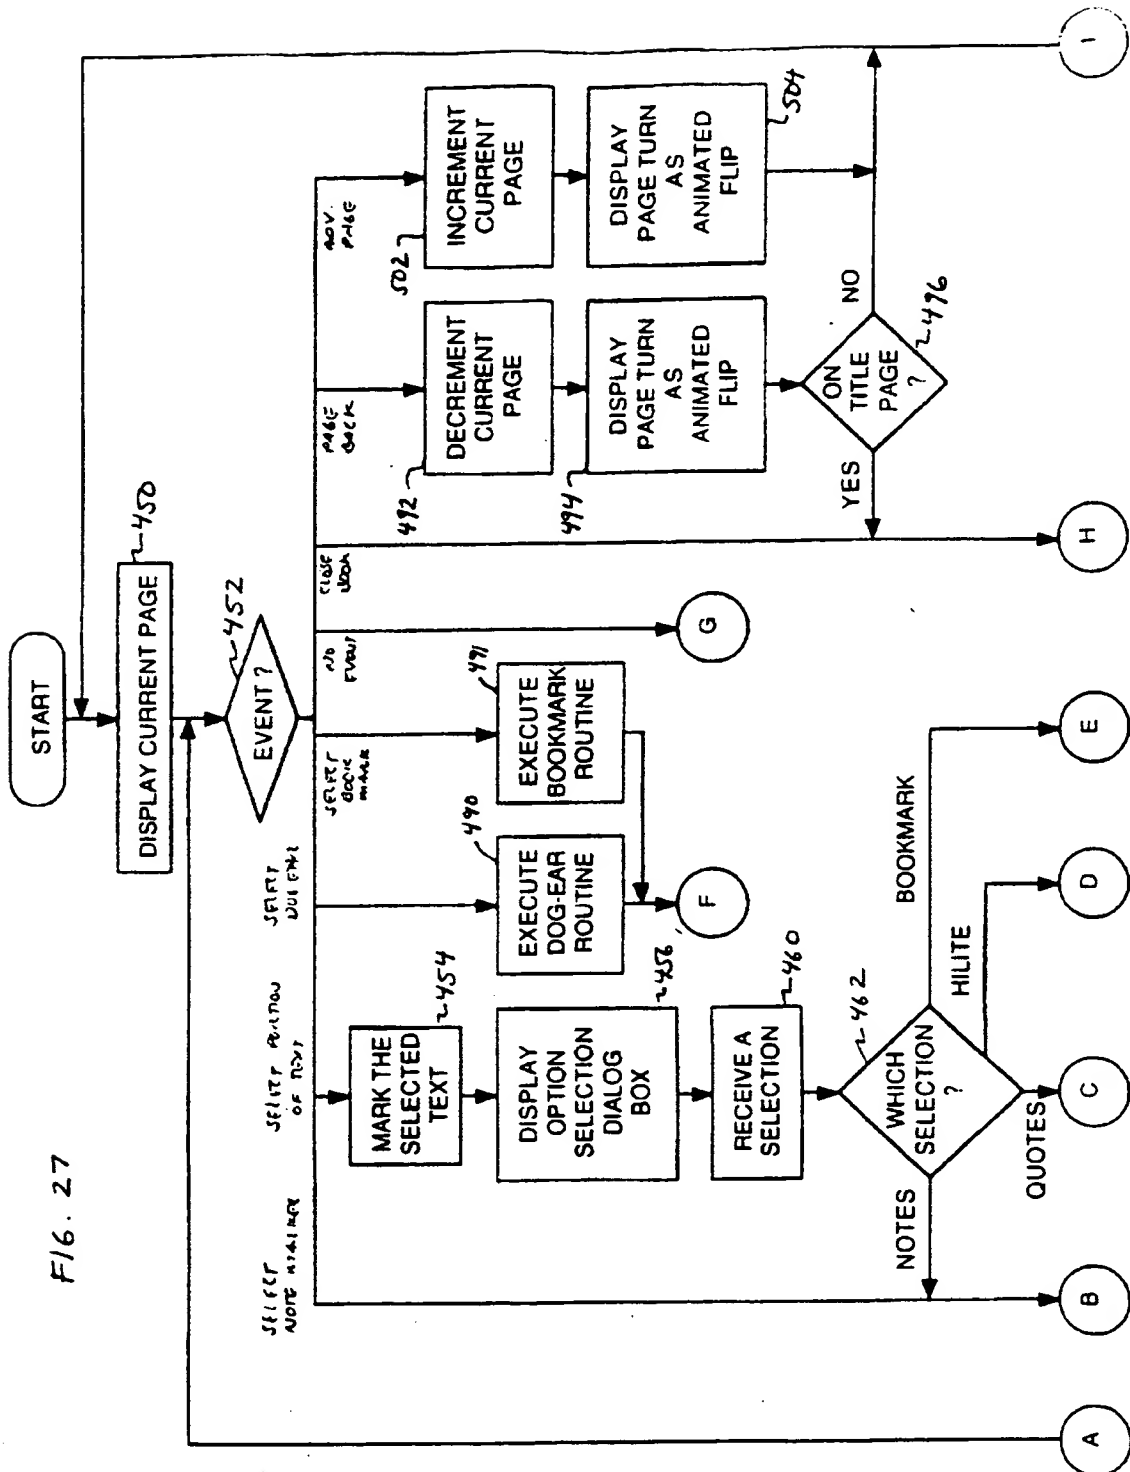 FIG. 27
START
DISPLAY CURRENT PAGE
450
EVENT ?
452
SELECT
NOTE MARKER
SELECT PORTION
OF TEXT
SELECT
DOG EAR
SELECT
BOOK
MARK
NO
EVENT
CLOSE
BOOK
PAGE
BACK
ADV.
PAGE
MARK THE
SELECTED
TEXT
454
DISPLAY
OPTION
SELECTION
DIALOG
BOX
456
RECEIVE A
SELECTION
460
WHICH
SELECTION
?
462
NOTES
QUOTES
HILITE
BOOKMARK
EXECUTE
DOG-EAR
ROUTINE
490
EXECUTE
BOOKMARK
ROUTINE
491
DECREMENT
CURRENT
PAGE
492
DISPLAY
PAGE TURN
AS
ANIMATED
FLIP
494
ON
TITLE
PAGE
?
496
YES
NO
INCREMENT
CURRENT
PAGE
502
DISPLAY
PAGE TURN
AS
ANIMATED
FLIP
504
F
G
A
B
C
D
E
H
I